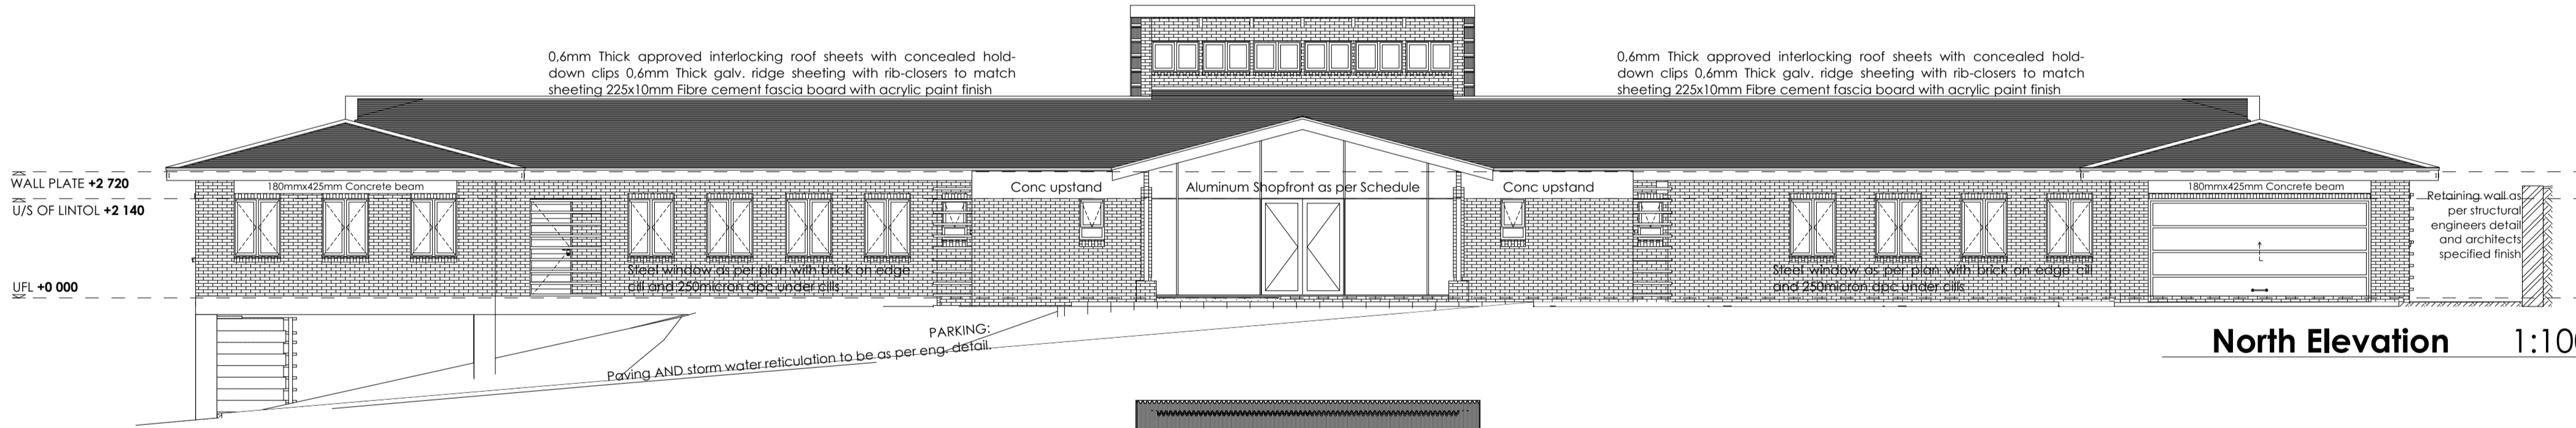 0,6mm Thick approved interlocking roof sheets with concealed hold-
down clips 0,6mm Thick galv. ridge sheeting with rib-closers to match
sheeting 225x10mm Fibre cement fascia board with acrylic paint finish
0,6mm Thick approved interlocking roof sheets with concealed hold-
down clips 0,6mm Thick galv. ridge sheeting with rib-closers to match
sheeting 225x10mm Fibre cement fascia board with acrylic paint finish
WALL PLATE +2 720
U/S OF LINTOL +2 140
UFL +0 000
180mmx425mm Concrete beam
Conc upstand
Aluminum Shopfront as per Schedule
Conc upstand
180mmx425mm Concrete beam
Retaining wall as
per structural
engineers detail
and architects
specified finish
Steel window as per plan with brick on edge
cill and 250micron dpc under cills
Steel window as per plan with brick on edge cill
and 250micron dpc under cills
PARKING:
Paving AND storm water reticulation to be as per eng. detail.
North Elevation 1:100